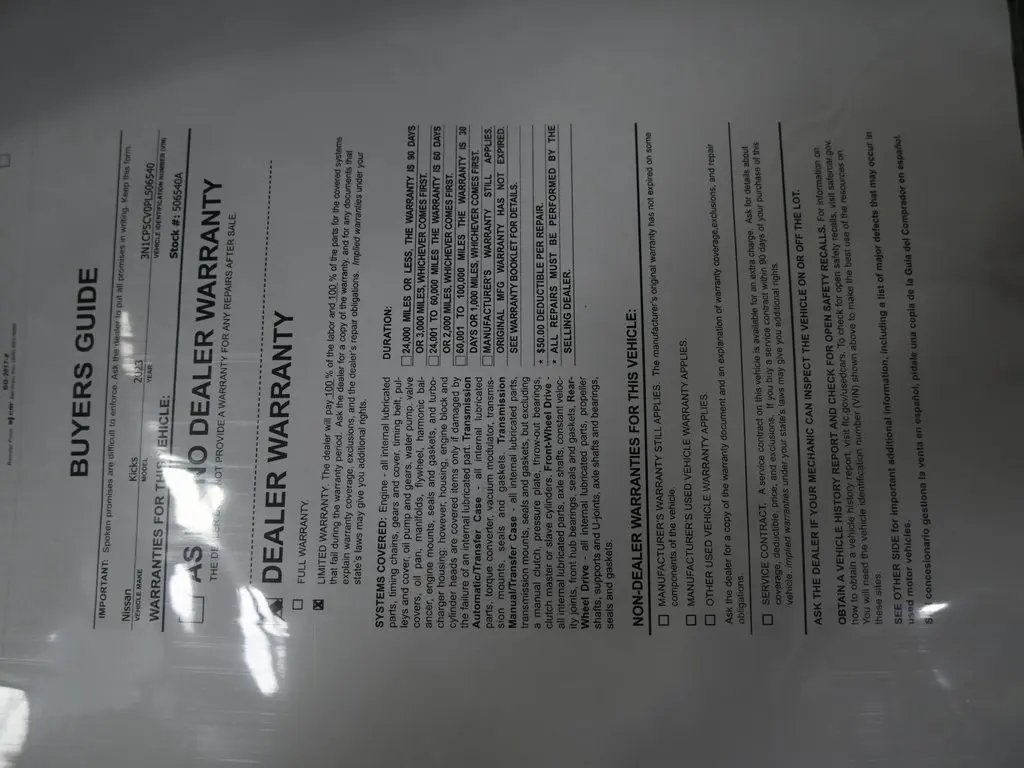 BUYERS GUIDE
IMPORTANT: Spoken promises are difficult to enforce. Ask the dealer to put all promises in writing. Keep this form
Nissan Kicks 2023 3N1CP5CV0PL506540
VEHICLE MAKE MODEL YEAR VEHICLE IDENTIFICATION NUMBER (VIN)
Stock #: 506540A
WARRANTIES FOR THIS VEHICLE:
AS NO DEALER WARRANTY
THE DEALER NOT PROVIDE A WARRANTY FOR ANY REPAIRS AFTER SALE.
DEALER WARRANTY
FULL WARRANTY.
LIMITED WARRANTY. The dealer will pay 100 % of the labor and 100 % of the parts for the covered systems
that fail during the warranty period. Ask the dealer for a copy of the warranty, and for any documents that
explain warranty coverage, exclusions, and the dealer's repair obligations. Implied warranties under your
state's laws may give you additional rights.
SYSTEMS COVERED: Engine - all internal lubricated
parts, timing chains, gears and cover, timing belt, pul-
leys and cover, oil pump and gears, water pump, valve
covers, oil pan, manifolds, flywheel, harmonic bal-
ancer, engine mounts, seals and gaskets, and turbo-
charger housing; however, housing, engine block and
cylinder heads are covered items only if damaged by
the failure of an internal lubricated part. Transmission
Automatic/Transfer Case - all internal lubricated
parts, torque converter, vacuum modulator, transmis-
sion mounts, seals and gaskets. Transmission
Manual/Transfer Case - all internal lubricated parts,
transmission mounts, seals and gaskets, but excluding
a manual clutch, pressure plate, throw-out bearings,
clutch master or slave cylinders. Front-Wheel Drive -
all internal lubricated parts, axle shafts, constant veloc-
ity joints, front hub bearings, seals and gaskets. Rear-
Wheel Drive - all internal lubricated parts, propeller
shafts, supports and U-joints, axle shafts and bearings,
seals and gaskets.
DURATION:
24,000 MILES OR LESS, THE WARRANTY IS 90 DAYS
OR 3,000 MILES, WHICHEVER COMES FIRST.
24,001 TO 60,000 MILES THE WARRANTY IS 60 DAYS
OR 2,000 MILES, WHICHEVER COMES FIRST.
60,001 TO 100,000 MILES THE WARRANTY IS 30
DAYS OR 1,000 MILES, WHICHEVER COMES FIRST.
MANUFACTURER'S WARRANTY STILL APPLIES.
ORIGINAL MFG WARRANTY HAS NOT EXPIRED.
SEE WARRANTY BOOKLET FOR DETAILS.
* $50.00 DEDUCTIBLE PER REPAIR.
* ALL REPAIRS MUST BE PERFORMED BY THE
SELLING DEALER.
NON-DEALER WARRANTIES FOR THIS VEHICLE:
MANUFACTURER'S WARRANTY STILL APPLIES. The manufacturer's original warranty has not expired on some
components of the vehicle.
MANUFACTURER'S USED VEHICLE WARRANTY APPLIES.
OTHER USED VEHICLE WARRANTY APPLIES.
Ask the dealer for a copy of the warranty document and an explanation of warranty coverage, exclusions, and repair
obligations.
SERVICE CONTRACT. A service contract on this vehicle is available for an extra charge. Ask for details about
coverage, deductible, price, and exclusions. If you buy a service contract within 90 days of your purchase of this
vehicle, implied warranties under your state's laws may give you additional rights.
ASK THE DEALER IF YOUR MECHANIC CAN INSPECT THE VEHICLE ON OR OFF THE LOT.
OBTAIN A VEHICLE HISTORY REPORT AND CHECK FOR OPEN SAFETY RECALLS. For information on
how to obtain a vehicle history report, visit ftc.gov/usedcars. To check for open safety recalls, visit safercar.gov.
You will need the vehicle identification number (VIN) shown above to make the best use of the resources on
these sites.
SEE OTHER SIDE for important additional information, including a list of major defects that may occur in
used motor vehicles.
Si el concesionario gestiona la venta en español, pídale una copia de la Guía del Comprador en español.